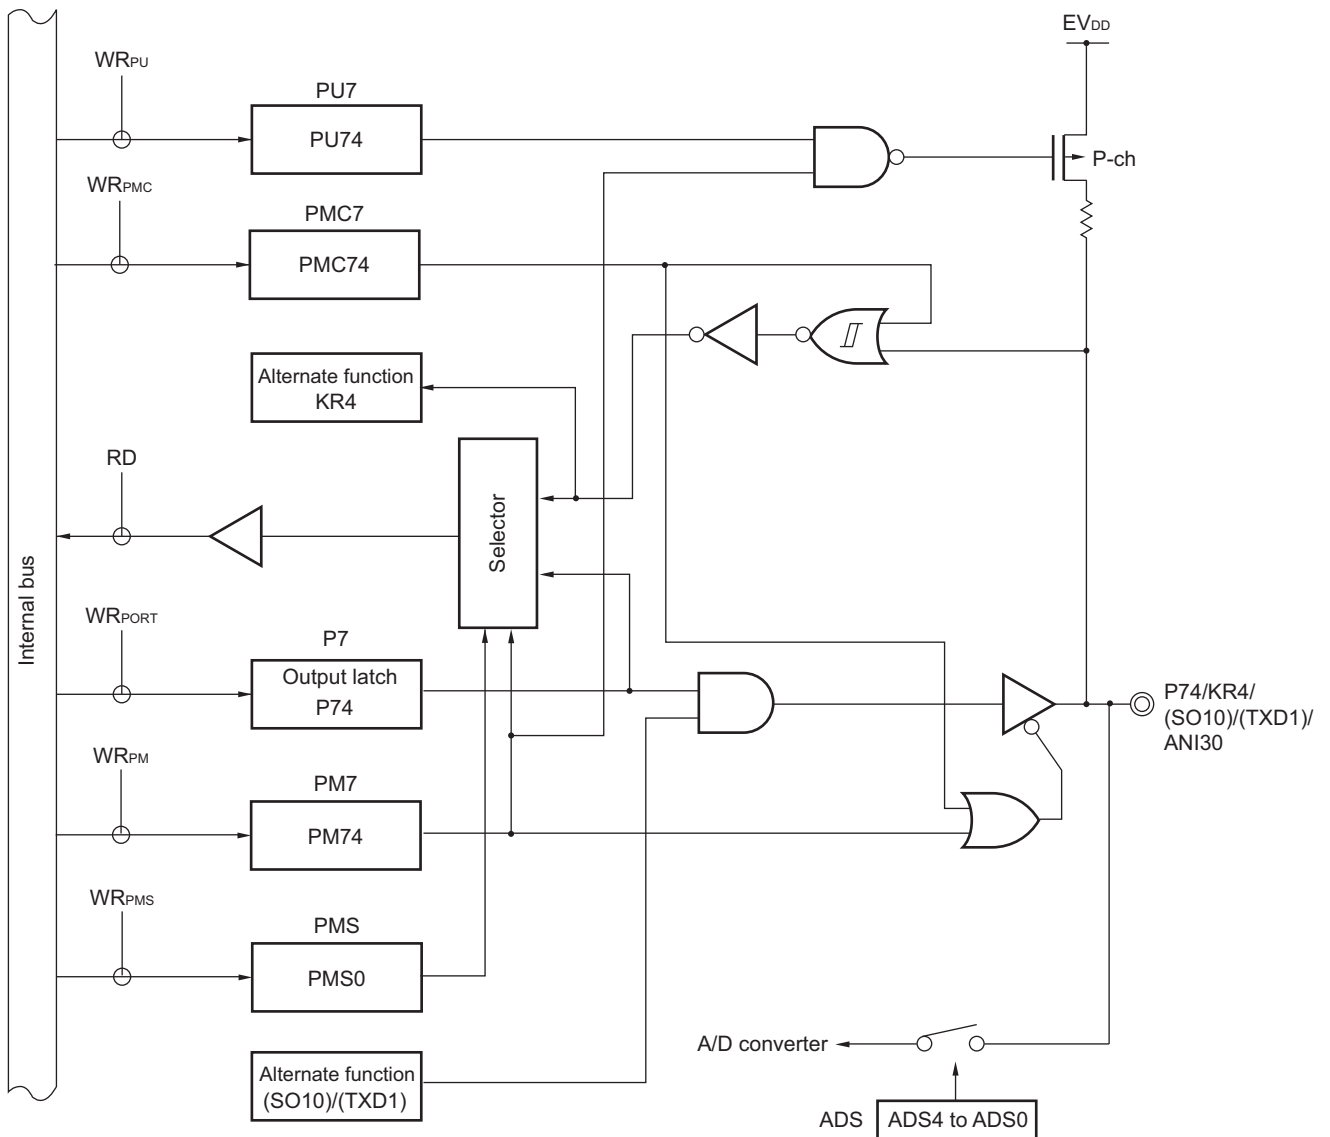 EVDD
WRPU
PU7
PU74
P-ch
WRPMC
PMC7
PMC74
Alternate function
KR4
RD
Selector
Internal bus
WRPORT
P7
Output latch
P74
P74/KR4/
(SO10)/(TXD1)/
ANI30
WRPM
PM7
PM74
WRPMS
PMS
PMS0
A/D converter
Alternate function
(SO10)/(TXD1)
ADS
ADS4 to ADS0